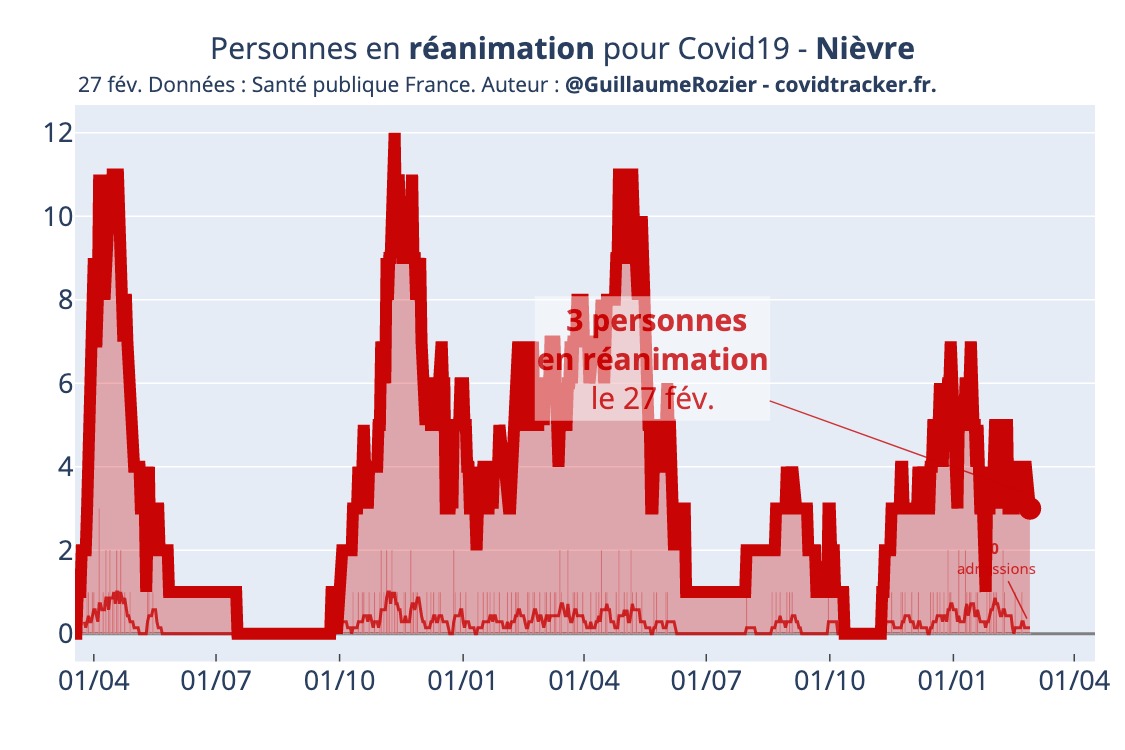 Personnes en réanimation pour Covid19 - Nièvre
27 fév. Données : Santé publique France. Auteur : @GuillaumeRozier - covidtracker.fr.
12
10
8
6
4
2
0
3 personnes
en réanimation
le 27 fév.
0
admissions
01/04
01/07
01/10
01/01
01/04
01/07
01/10
01/01
01/04